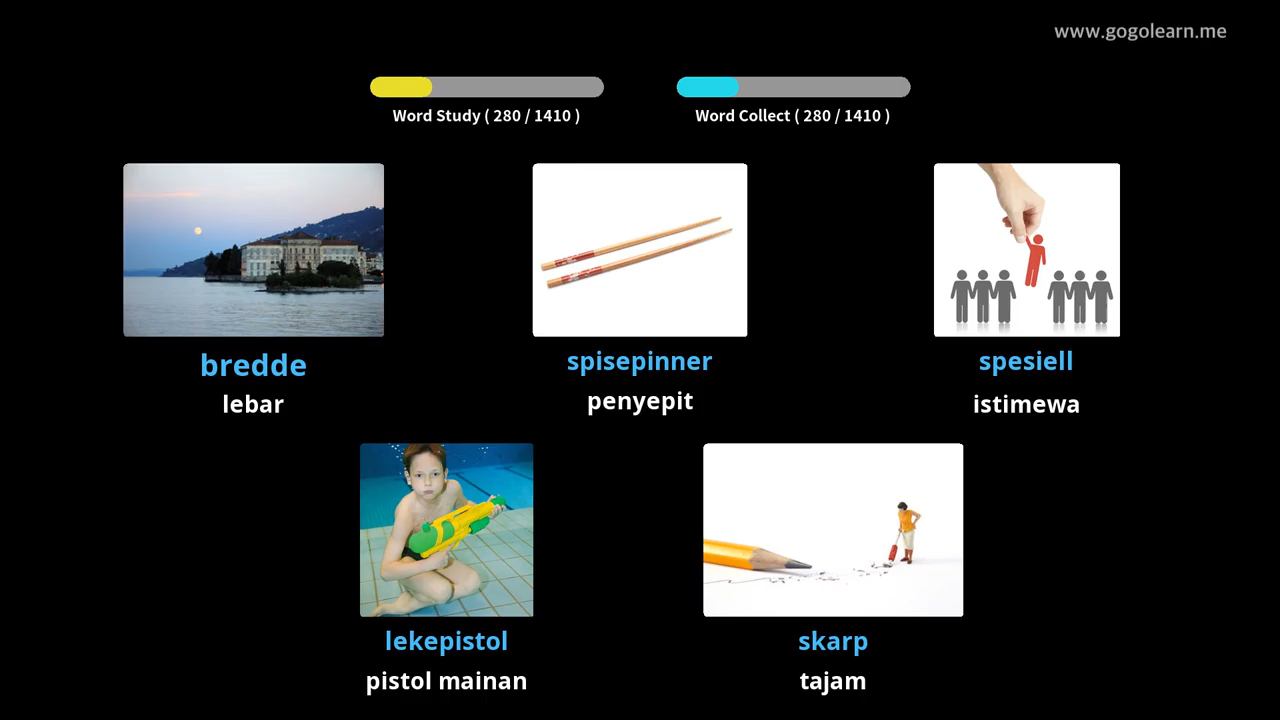 www.gogolearn.me
Word Study ( 280 / 1410 )
Word Collect ( 280 / 1410 )
bredde
lebar
spisepinner
penyepit
spesiell
istimewa
lekepistol
pistol mainan
skarp
tajam